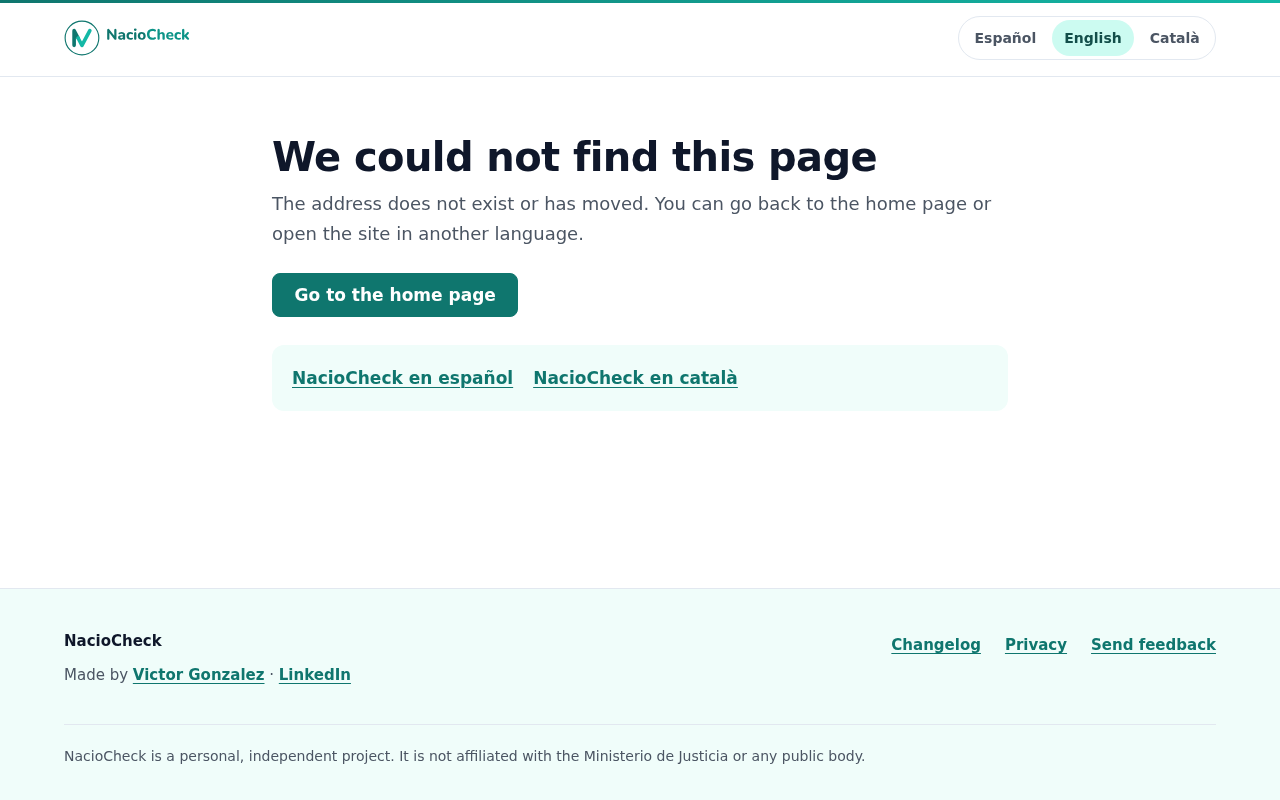 NacioCheck
Español
English
Català
We could not find this page
The address does not exist or has moved. You can go back to the home page or
open the site in another language.
Go to the home page
NacioCheck en español
NacioCheck en català
NacioCheck
Made by Victor Gonzalez · LinkedIn
Changelog
Privacy
Send feedback
NacioCheck is a personal, independent project. It is not affiliated with the Ministerio de Justicia or any public body.